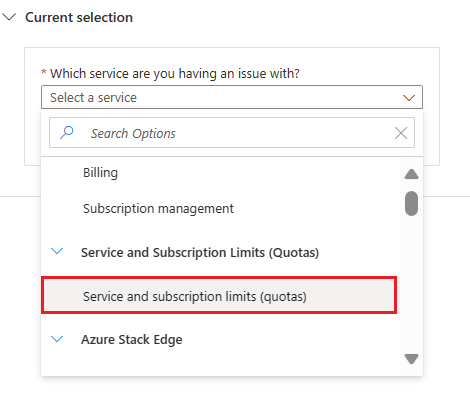 Current selection
* Which service are you having an issue with?
Select a service
Search Options
Billing
Subscription management
Service and Subscription Limits (Quotas)
Service and subscription limits (quotas)
Azure Stack Edge